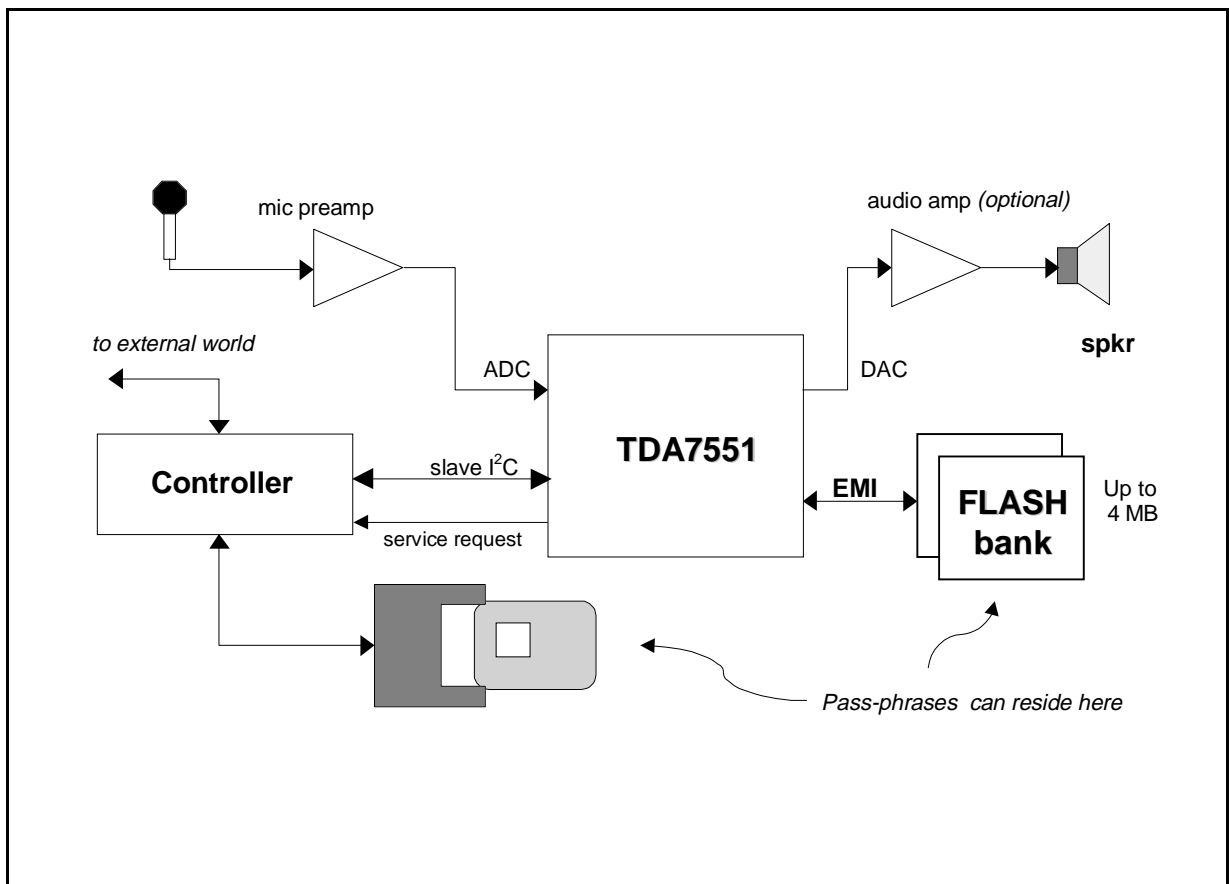 mic preamp
audio amp (optional)
to external world
spkr
ADC
DAC
TDA7551
Controller
slave I²C
EMI
FLASH
bank
Up to
4 MB
service request
Pass-phrases can reside here